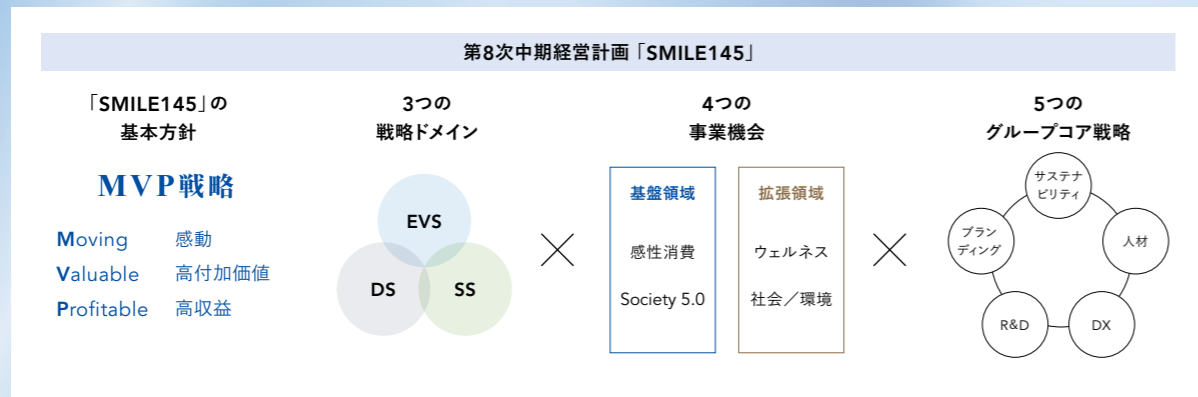 第8次中期経営計画「SMILE145」
「SMILE145」の
基本方針
MVP戦略
Moving 感動
Valuable 高付加価値
Profitable 高収益
3つの
戦略ドメイン
EVS
DS
SS
4つの
事業機会
基盤領域
感性消費
Society 5.0
拡張領域
ウェルネス
社会／環境
5つの
グループコア戦略
サステナ
ビリティ
人材
DX
R&D
ブラン
ディング